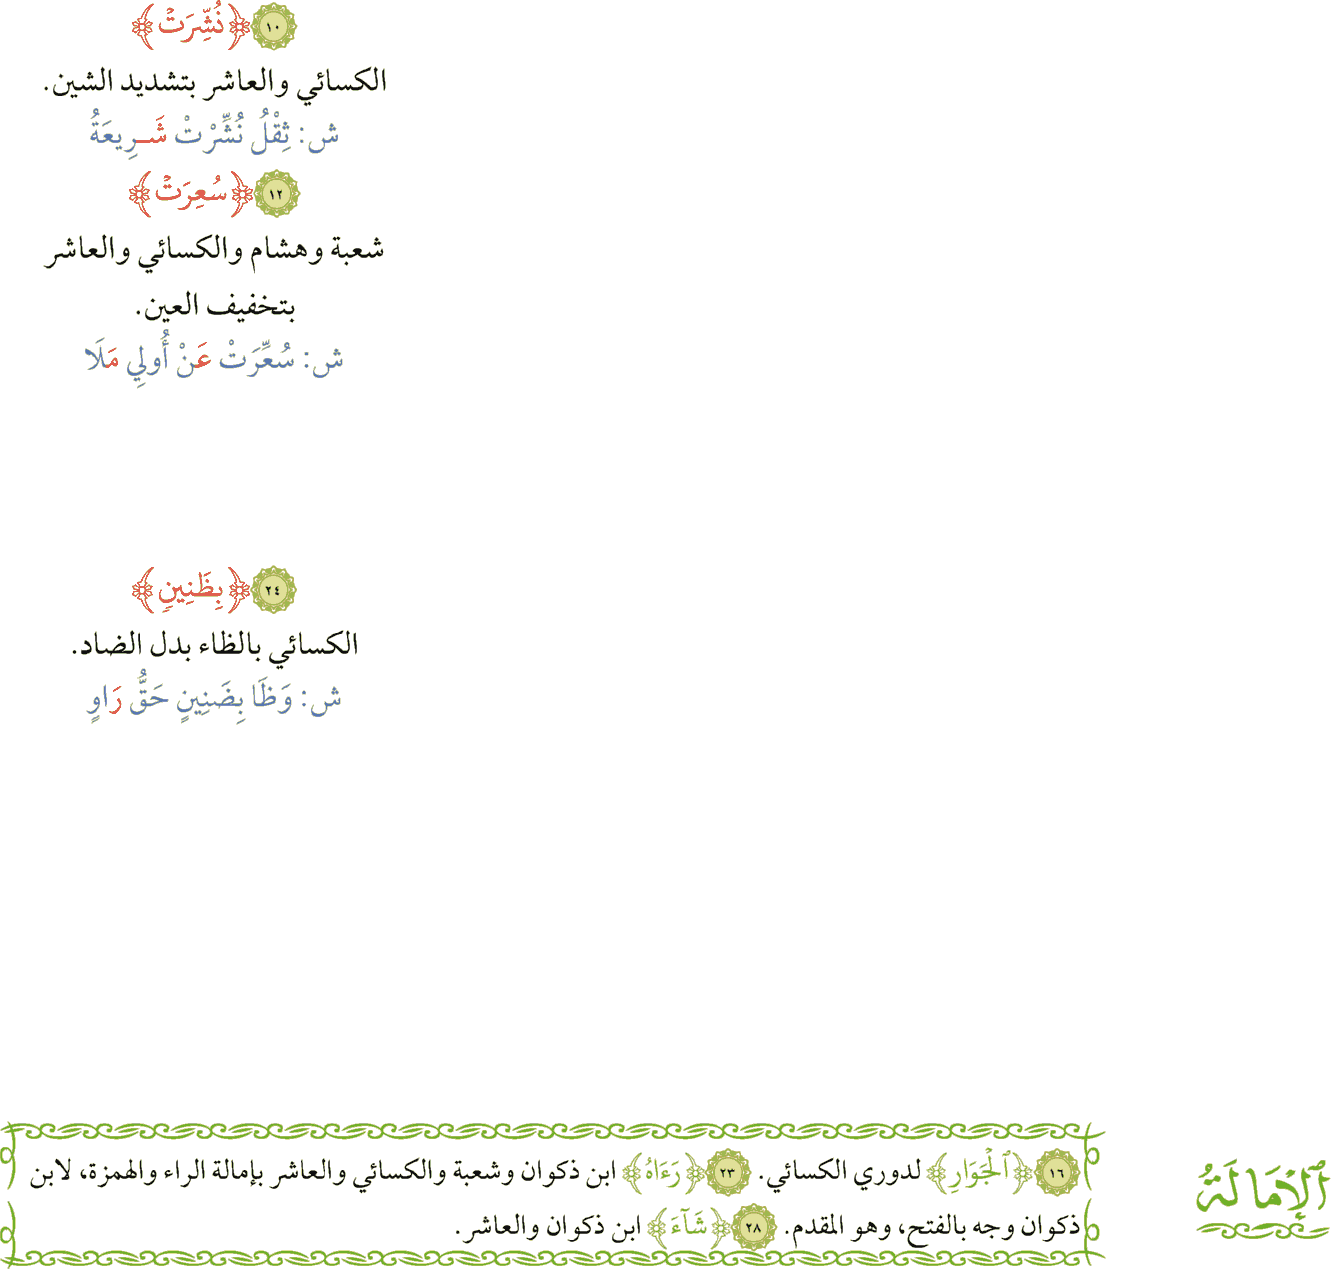 ١٠ ﴿نُشِّرَتۡ﴾
الكسائي والعاشر بتشديد الشين.
ش: ثِقْلُ نُشِّرْتْ شَـرِيعَةُ
١٢ ﴿سُعِرَتۡ﴾
شعبة وهشام والكسائي والعاشر
بتخفيف العين.
ش: سُعِّرَتْ عَنْ أُولِي مَلَا
٢٤ ﴿بِظَنِينٖ﴾
الكسائي بالظاء بدل الضاد.
ش: وَظَا بِضَنِينٍ حَقُّ رَاوٍ
ٱلْإِمَالَةُ
١٦ ﴿ٱلۡجَوَارِ﴾ لدوري الكسائي. ٢٣ ﴿رَءَاهُ﴾ ابن ذكوان وشعبة والكسائي والعاشر بإمالة الراء والهمزة، لابن
ذكوان وجه بالفتح، وهو المقدم. ٢٨ ﴿شَآءَ﴾ ابن ذكوان والعاشر.